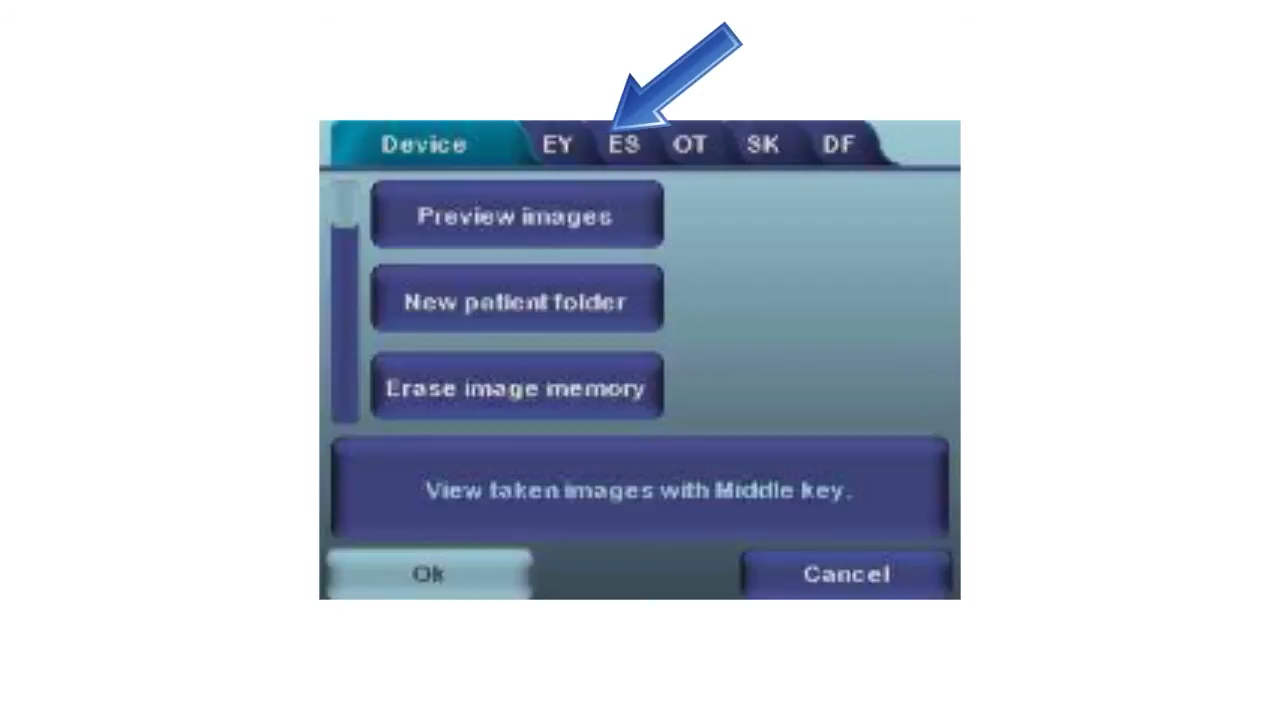 Device EY ES OT SK DF
Preview images
New patient folder
Erase image memory
View taken images with Middle key.
Ok Cancel